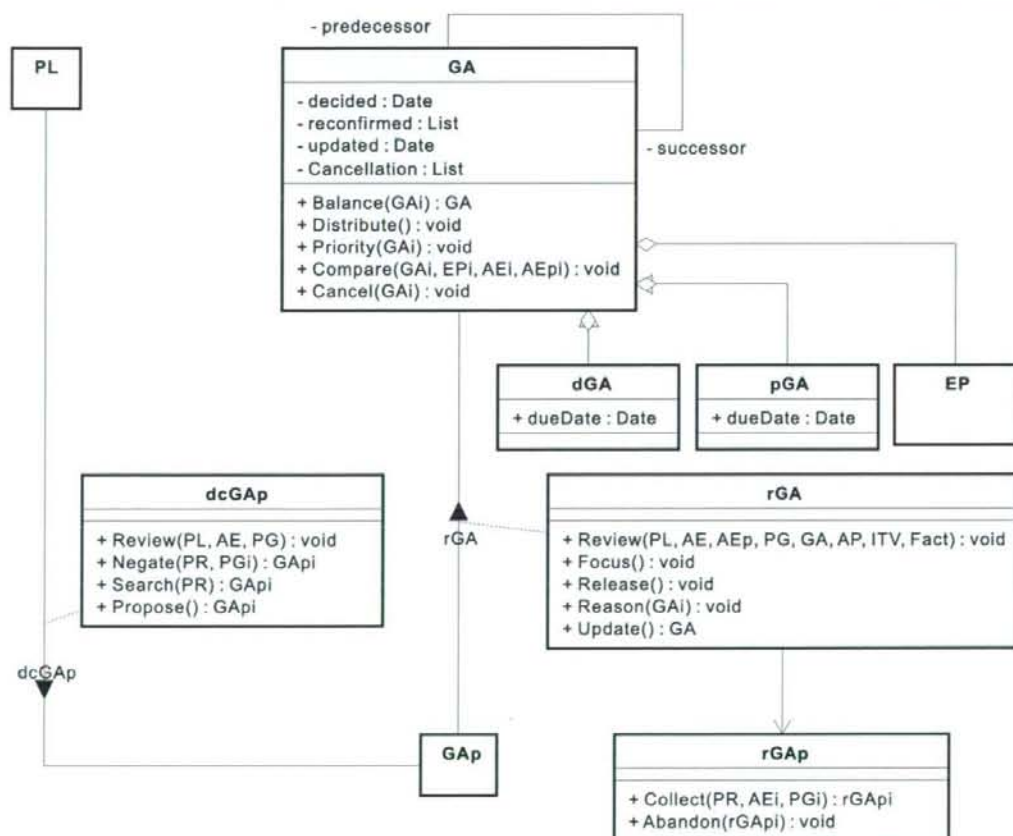 - predecessor
PL
GA
- decided : Date
- reconfirmed : List
- updated : Date
- Cancellation : List
- successor
+ Balance(GAi) : GA
+ Distribute() : void
+ Priority(GAi) : void
+ Compare(GAi, EPi, AEi, AEpi) : void
+ Cancel(GAi) : void
dGA
+ dueDate : Date
pGA
+ dueDate : Date
EP
dcGAp
+ Review(PL, AE, PG) : void
+ Negate(PR, PGi) : GApi
+ Search(PR) : GApi
+ Propose() : GApi
rGA
rGA
+ Review(PL, AE, AEp, PG, GA, AP, ITV, Fact) : void
+ Focus() : void
+ Release() : void
+ Reason(GAi) : void
+ Update() : GA
dcGAp
GAp
rGAp
+ Collect(PR, AEi, PGi) : rGApi
+ Abandon(rGApi) : void